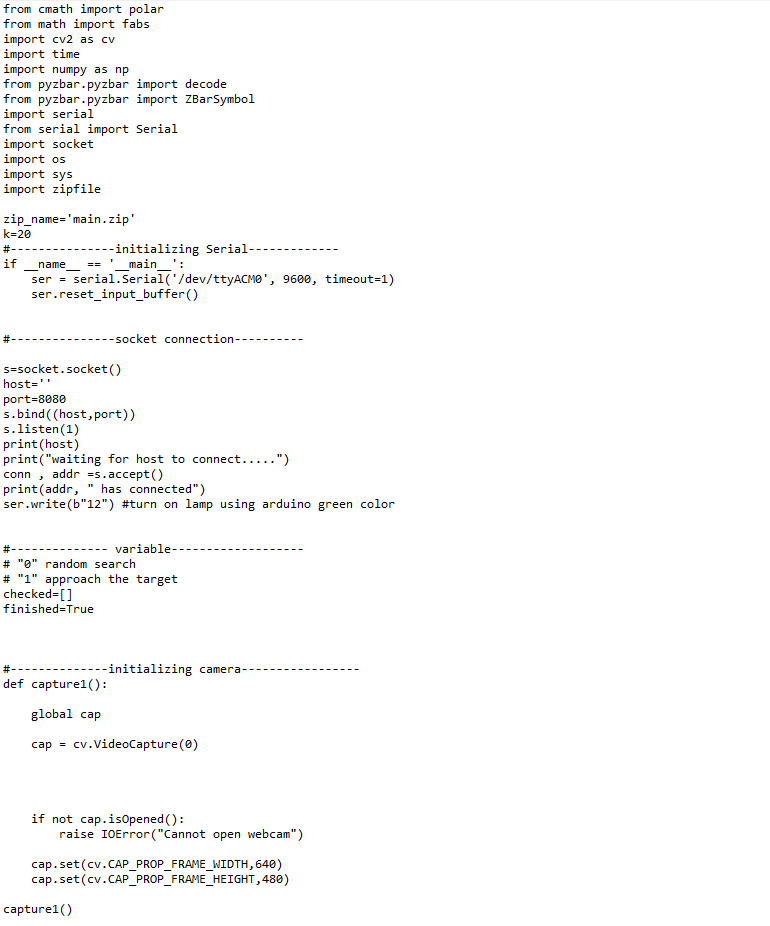 from cmath import polar
from math import fabs
import cv2 as cv
import time
import numpy as np
from pyzbar.pyzbar import decode
from pyzbar.pyzbar import ZBarSymbol
import serial
from serial import Serial
import socket
import os
import sys
import zipfile
zip_name='main.zip'
k=20
#---------------initializing Serial-------------
if __name__ == '__main__':
    ser = serial.Serial('/dev/ttyACM0', 9600, timeout=1)
    ser.reset_input_buffer()
#---------------socket connection----------
s=socket.socket()
host=''
port=8080
s.bind((host,port))
s.listen(1)
print(host)
print("waiting for host to connect.....")
conn , addr =s.accept()
print(addr, " has connected")
ser.write(b"12") #turn on lamp using arduino green color
#-------------- variable-------------------
# "0" random search
# "1" approach the target
checked=[]
finished=True
#--------------initializing camera-----------------
def capture1():
    global cap
    cap = cv.VideoCapture(0)
    if not cap.isOpened():
        raise IOError("Cannot open webcam")
    cap.set(cv.CAP_PROP_FRAME_WIDTH,640)
    cap.set(cv.CAP_PROP_FRAME_HEIGHT,480)
capture1()